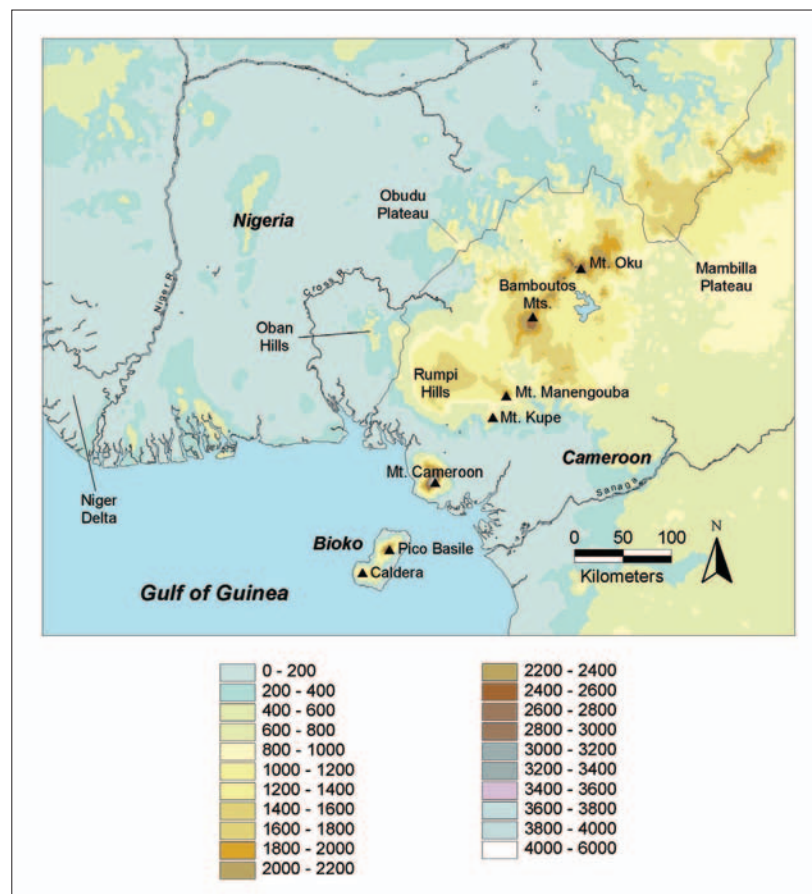 Nigeria
Obudu
Plateau
Niger R.
Cross R.
Mt. Oku
Mambilla
Plateau
Bamboutos
Mts.
Oban
Hills
Rumpi
Hills
Mt. Manengouba
Mt. Kupe
Cameroon
Sanaga
Mt. Cameroon
Niger
Delta
Bioko
Pico Basile
Caldera
Gulf of Guinea
0 50 100
Kilometers
N
0 - 200
200 - 400
400 - 600
600 - 800
800 - 1000
1000 - 1200
1200 - 1400
1400 - 1600
1600 - 1800
1800 - 2000
2000 - 2200
2200 - 2400
2400 - 2600
2600 - 2800
2800 - 3000
3000 - 3200
3200 - 3400
3400 - 3600
3600 - 3800
3800 - 4000
4000 - 6000